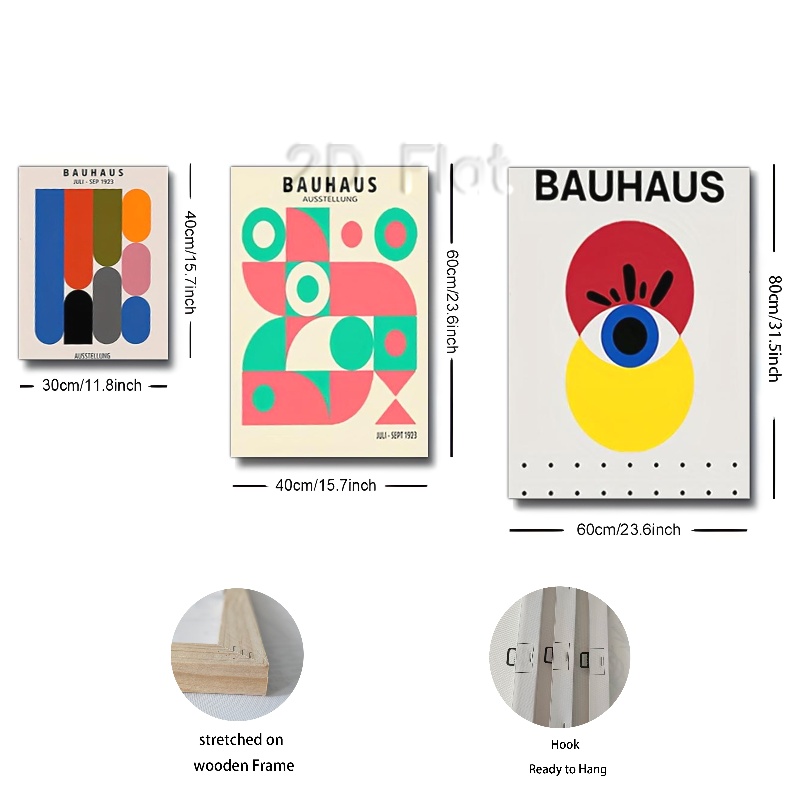 2D Flat
BAUHAUS
JULI - SEP 1923
AUSSTELLUNG
40cm/15.7inch
30cm/11.8inch
BAUHAUS
AUSSTELLUNG
JULI - SEPT 1923
60cm/23.6inch
40cm/15.7inch
BAUHAUS
80cm/31.5inch
60cm/23.6inch
stretched on
wooden Frame
Hook
Ready to Hang